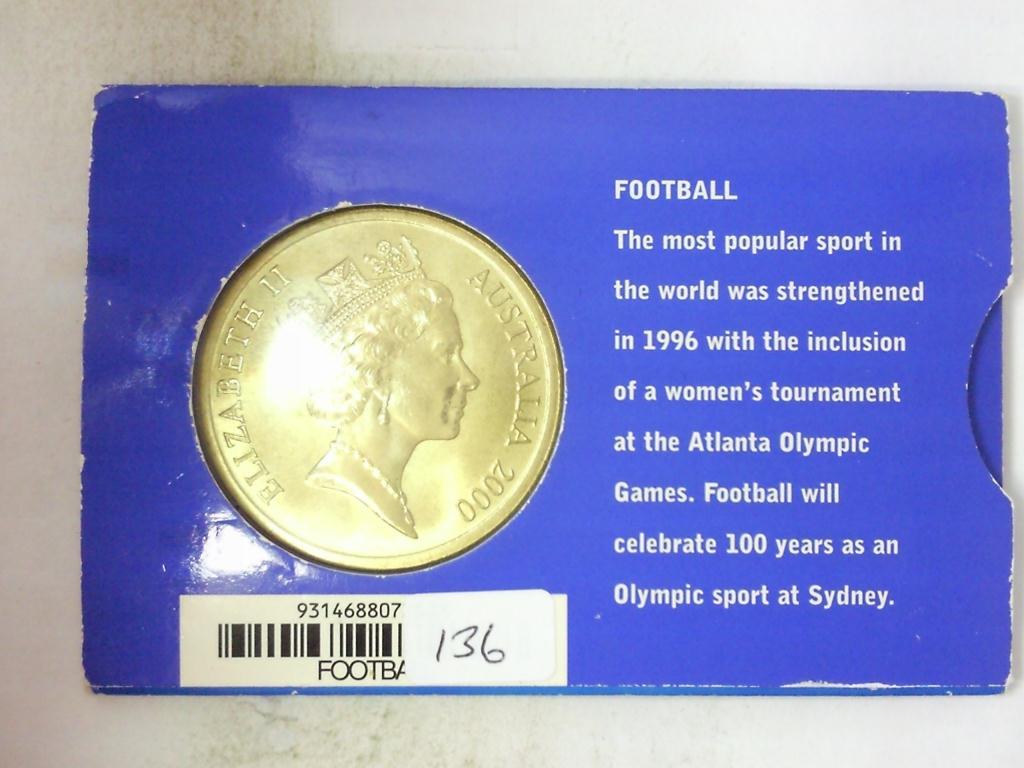 ELIZABETH II
AUSTRALIA 2000
FOOTBALL
The most popular sport in
the world was strengthened
in 1996 with the inclusion
of a women's tournament
at the Atlanta Olympic
Games. Football will
celebrate 100 years as an
Olympic sport at Sydney.
931468807
FOOTBA
136